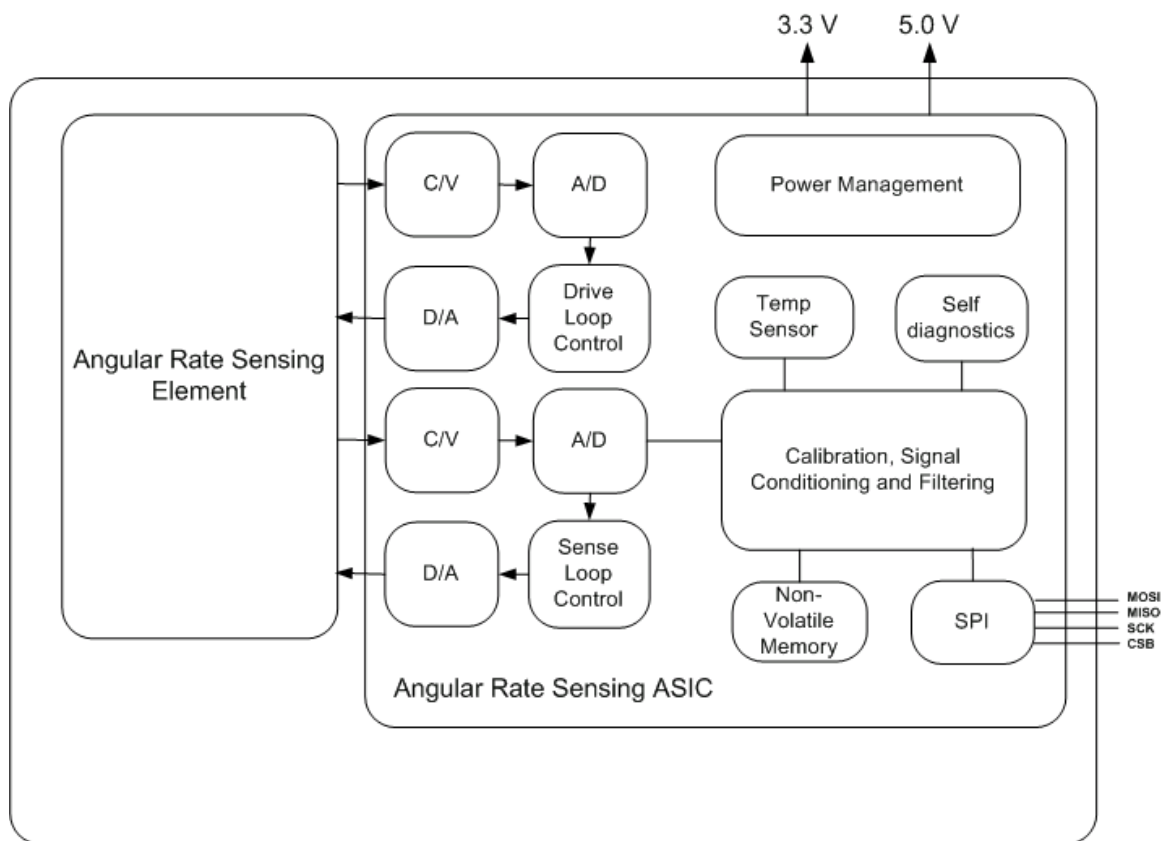 3.3 V
5.0 V
Angular Rate Sensing
Element
C/V
A/D
Power Management
D/A
Drive
Loop
Control
Temp
Sensor
Self
diagnostics
C/V
A/D
Calibration, Signal
Conditioning and Filtering
D/A
Sense
Loop
Control
Non-
Volatile
Memory
SPI
MOSI
MISO
SCK
CSB
Angular Rate Sensing ASIC